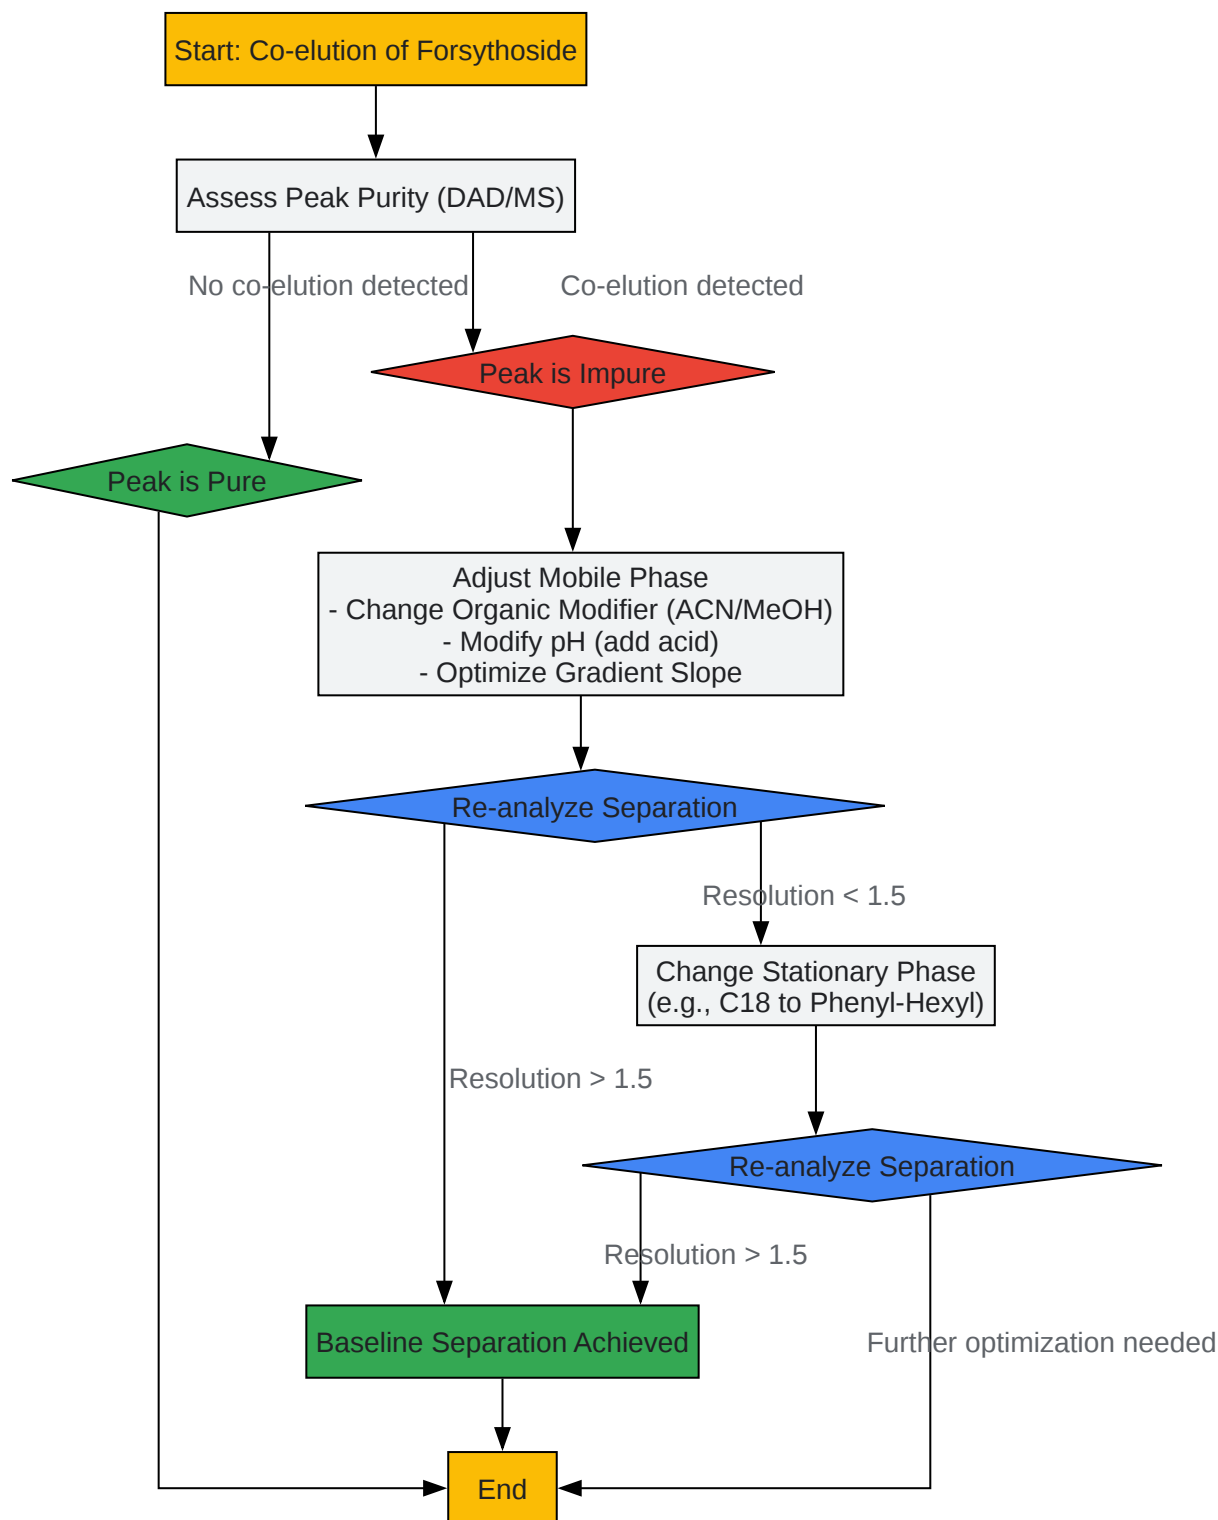 Start: Co-elution of Forsythoside
Assess Peak Purity (DAD/MS)
No co-elution detected
Co-elution detected
Peak is Impure
Peak is Pure
Adjust Mobile Phase
- Change Organic Modifier (ACN/MeOH)
- Modify pH (add acid)
- Optimize Gradient Slope
Re-analyze Separation
Resolution < 1.5
Change Stationary Phase
(e.g., C18 to Phenyl-Hexyl)
Resolution > 1.5
Re-analyze Separation
Resolution > 1.5
Baseline Separation Achieved
Further optimization needed
End